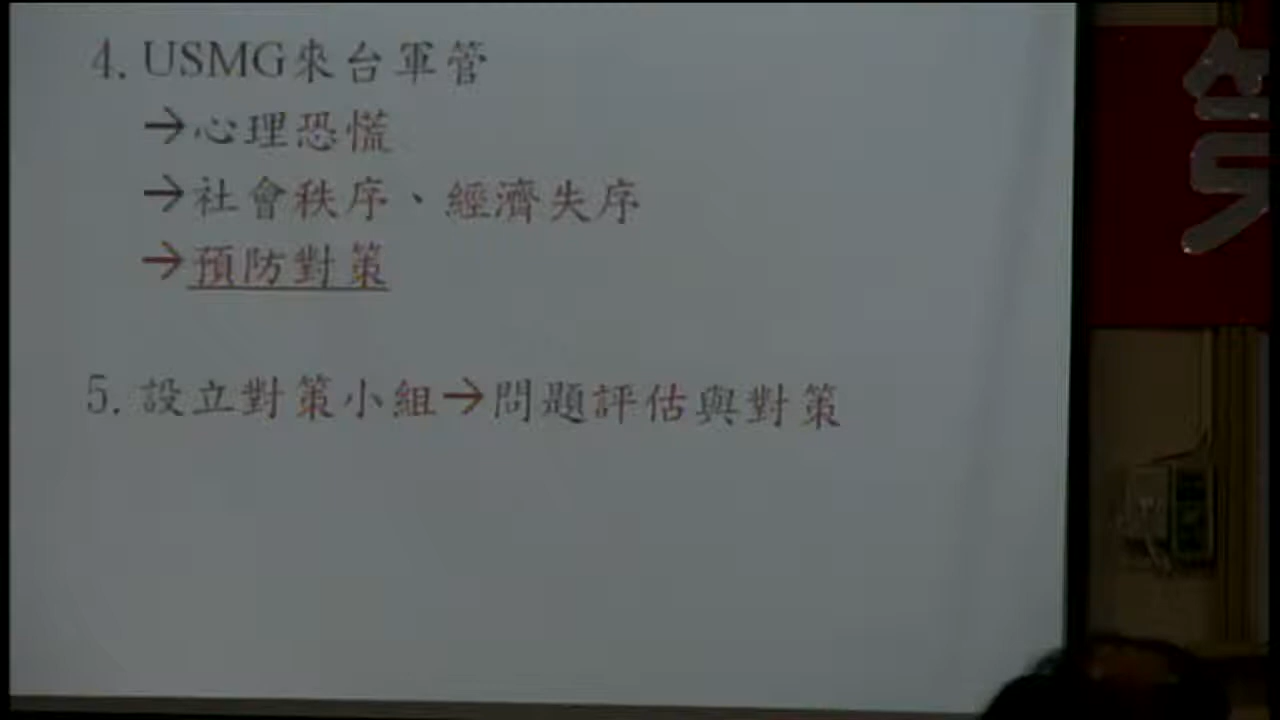 4. USMG來台軍管
→心理恐慌
→社會秩序、經濟失序
→預防對策
5. 設立對策小組→問題評估與對策